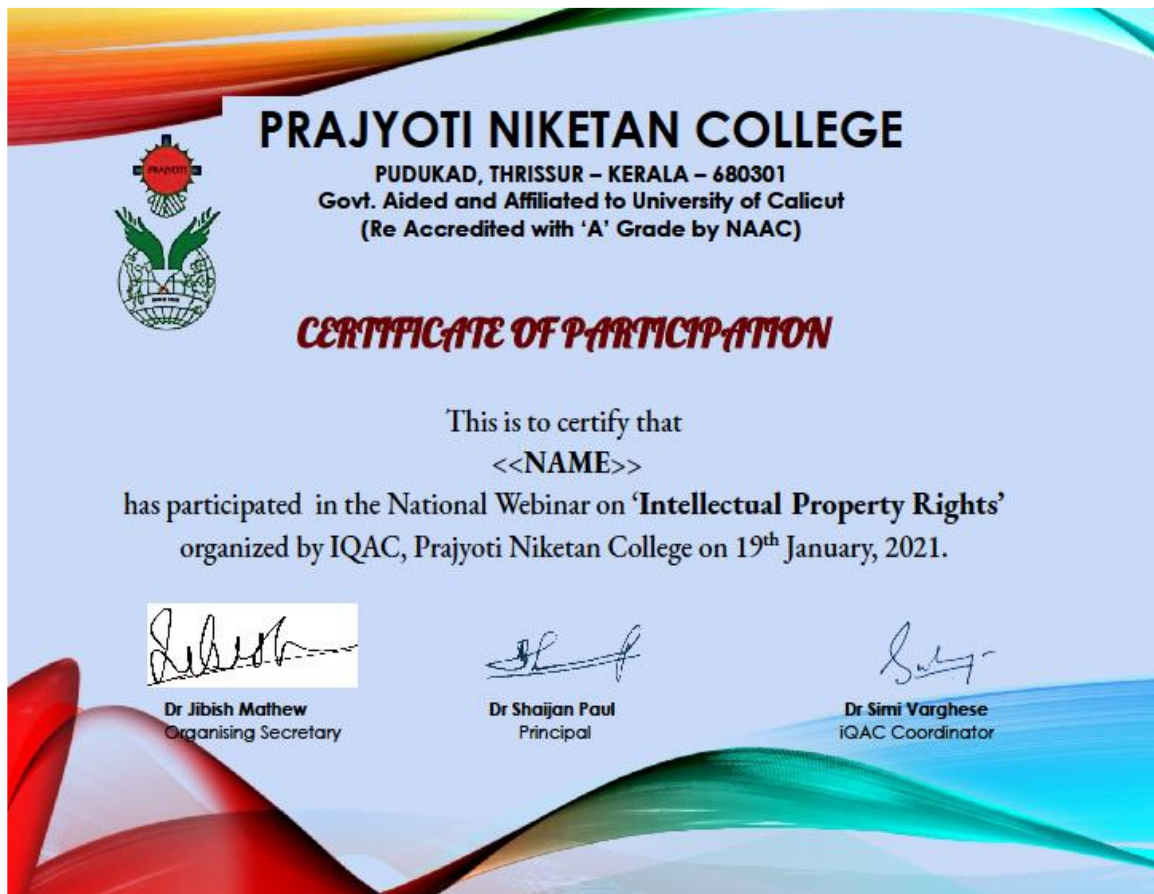 PRAJYOTI NIKETAN COLLEGE
PUDUKAD, THRISSUR – KERALA – 680301
Govt. Aided and Affiliated to University of Calicut
(Re Accredited with ‘A’ Grade by NAAC)
PRAJYOTI
CERTIFICATE OF PARTICIPATION
This is to certify that
<<NAME>>
has participated in the National Webinar on ‘Intellectual Property Rights’
organized by IQAC, Prajyoti Niketan College on 19th January, 2021.
Dr Jibish Mathew
Organising Secretary
Dr Shaijan Paul
Principal
Dr Simi Varghese
iQAC Coordinator